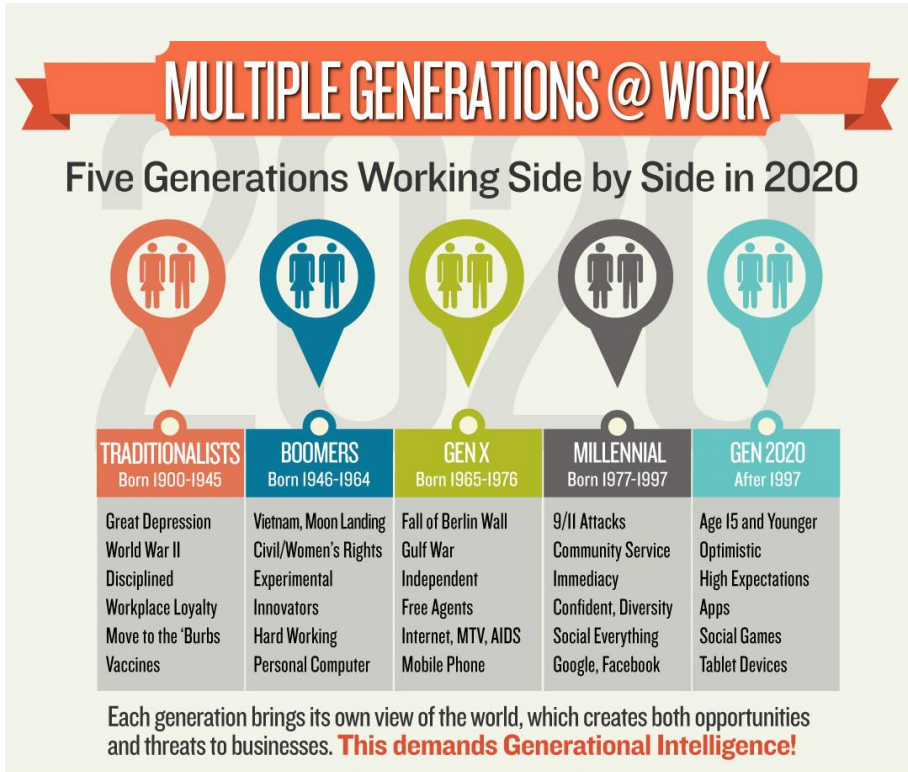 MULTIPLE GENERATIONS @ WORK
2020
Five Generations Working Side by Side in 2020
TRADITIONALISTS
Born 1900-1945
Great Depression
World War II
Disciplined
Workplace Loyalty
Move to the ‘Burbs
Vaccines
BOOMERS
Born 1946-1964
Vietnam, Moon Landing
Civil/Women’s Rights
Experimental
Innovators
Hard Working
Personal Computer
GEN X
Born 1965-1976
Fall of Berlin Wall
Gulf War
Independent
Free Agents
Internet, MTV, AIDS
Mobile Phone
MILLENNIAL
Born 1977-1997
9/11 Attacks
Community Service
Immediacy
Confident, Diversity
Social Everything
Google, Facebook
GEN 2020
After 1997
Age 15 and Younger
Optimistic
High Expectations
Apps
Social Games
Tablet Devices
Each generation brings its own view of the world, which creates both opportunities
and threats to businesses. This demands Generational Intelligence!